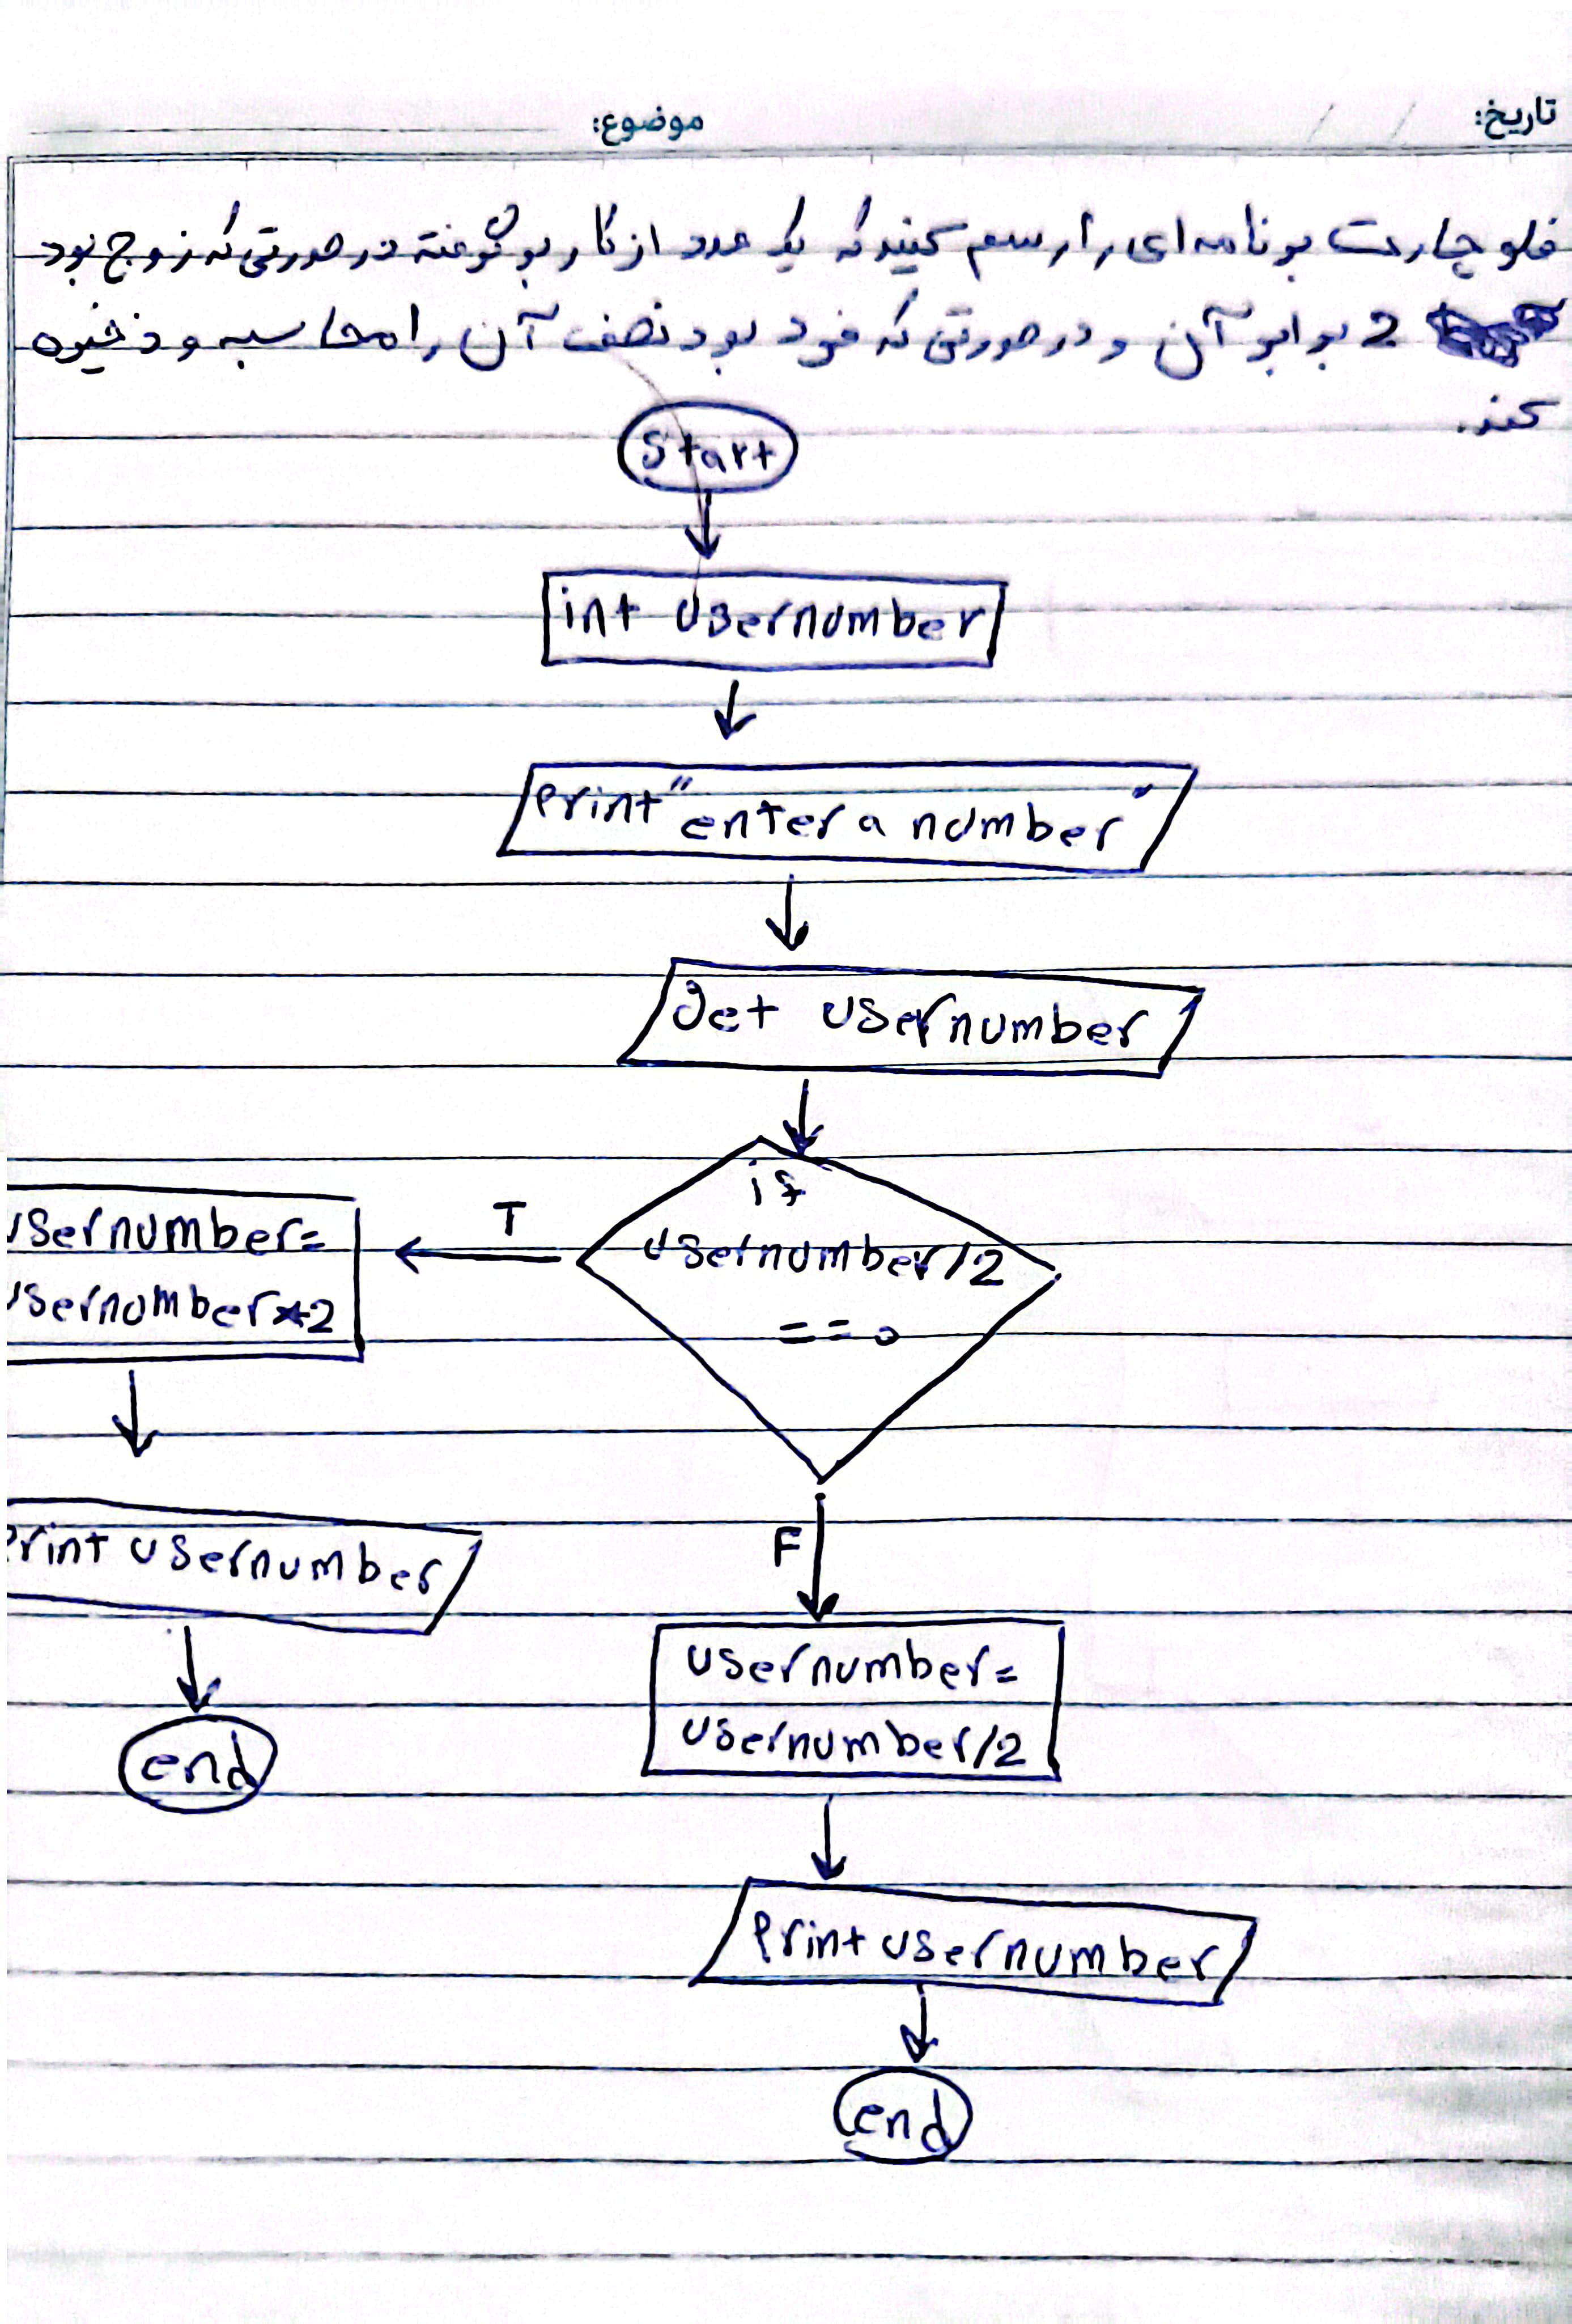 تاریخ: / / موضوع:
فلوچارت برنامه‌ای را رسم کنید که یک عدد از کاربر گرفته در صورتی که زوج بود
2 برابر آن و در صورتی که فرد بود نصف آن را محاسبه و ذخیره
کند.
Start
int usernumber
Print "enter a number"
Get usernumber
if
usernumber/2
== 0
T
usernumber=
usernumber*2
Print usernumber
end
F
usernumber=
usernumber/2
Print usernumber
end